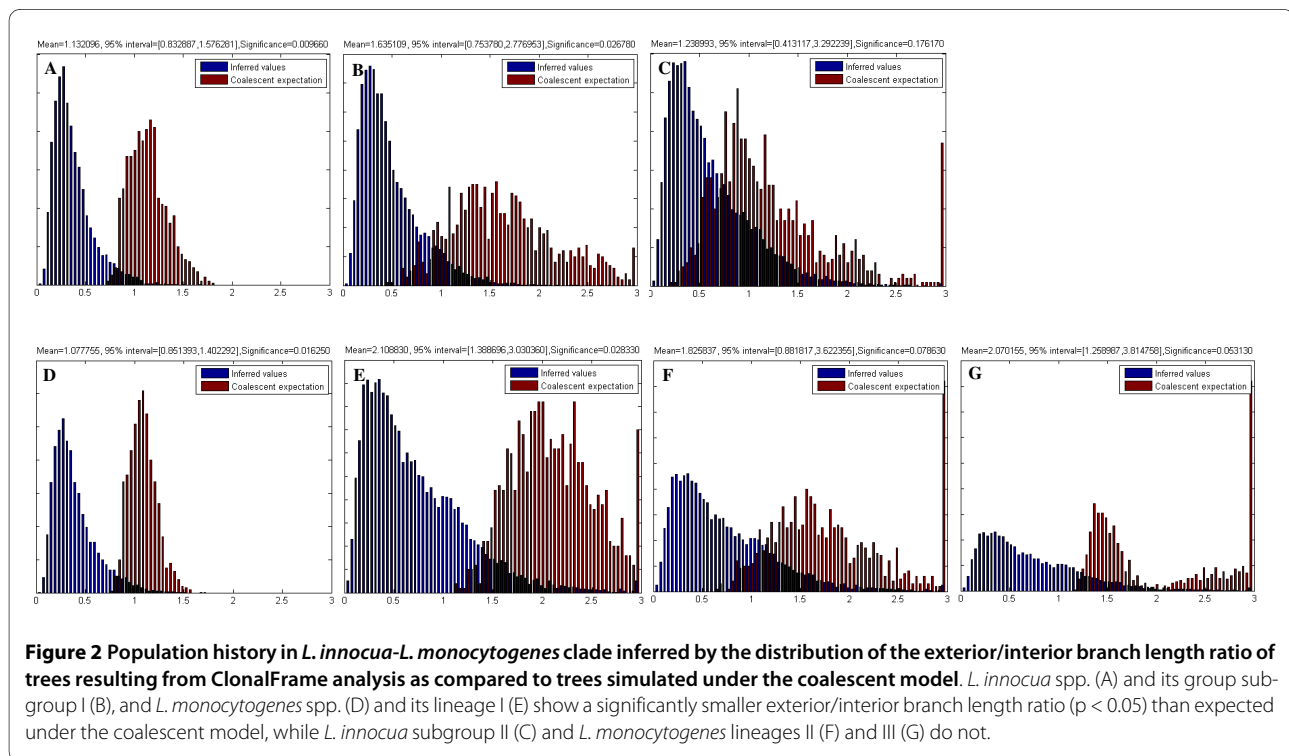 Mean=1.132096, 95% interval=[0.832887,1.576281],Significance=0.009660
A
Inferred values
Coalescent expectation
0 0.5 1 1.5 2 2.5 3
Mean=1.635109, 95% interval=[0.753780,2.776953],Significance=0.026780
B
Inferred values
Coalescent expectation
0 0.5 1 1.5 2 2.5 3
Mean=1.238993, 95% interval=[0.413117,3.292239],Significance=0.176170
C
Inferred values
Coalescent expectation
0 0.5 1 1.5 2 2.5 3
Mean=1.077755, 95% interval=[0.851393,1.402292],Significance=0.016250
D
Inferred values
Coalescent expectation
0 0.5 1 1.5 2 2.5 3
Mean=2.108830, 95% interval=[1.388696,3.030360],Significance=0.028330
E
Inferred values
Coalescent expectation
0 0.5 1 1.5 2 2.5 3
Mean=1.825837, 95% interval=[0.881817,3.622355],Significance=0.078630
F
Inferred values
Coalescent expectation
0 0.5 1 1.5 2 2.5 3
Mean=2.070155, 95% interval=[1.258987,3.814758],Significance=0.053130
G
Inferred values
Coalescent expectation
0 0.5 1 1.5 2 2.5 3
Figure 2 Population history in L. innocua-L. monocytogenes clade inferred by the distribution of the exterior/interior branch length ratio of
trees resulting from ClonalFrame analysis as compared to trees simulated under the coalescent model. L. innocua spp. (A) and its group sub-
group I (B), and L. monocytogenes spp. (D) and its lineage I (E) show a significantly smaller exterior/interior branch length ratio (p < 0.05) than expected
under the coalescent model, while L. innocua subgroup II (C) and L. monocytogenes lineages II (F) and III (G) do not.